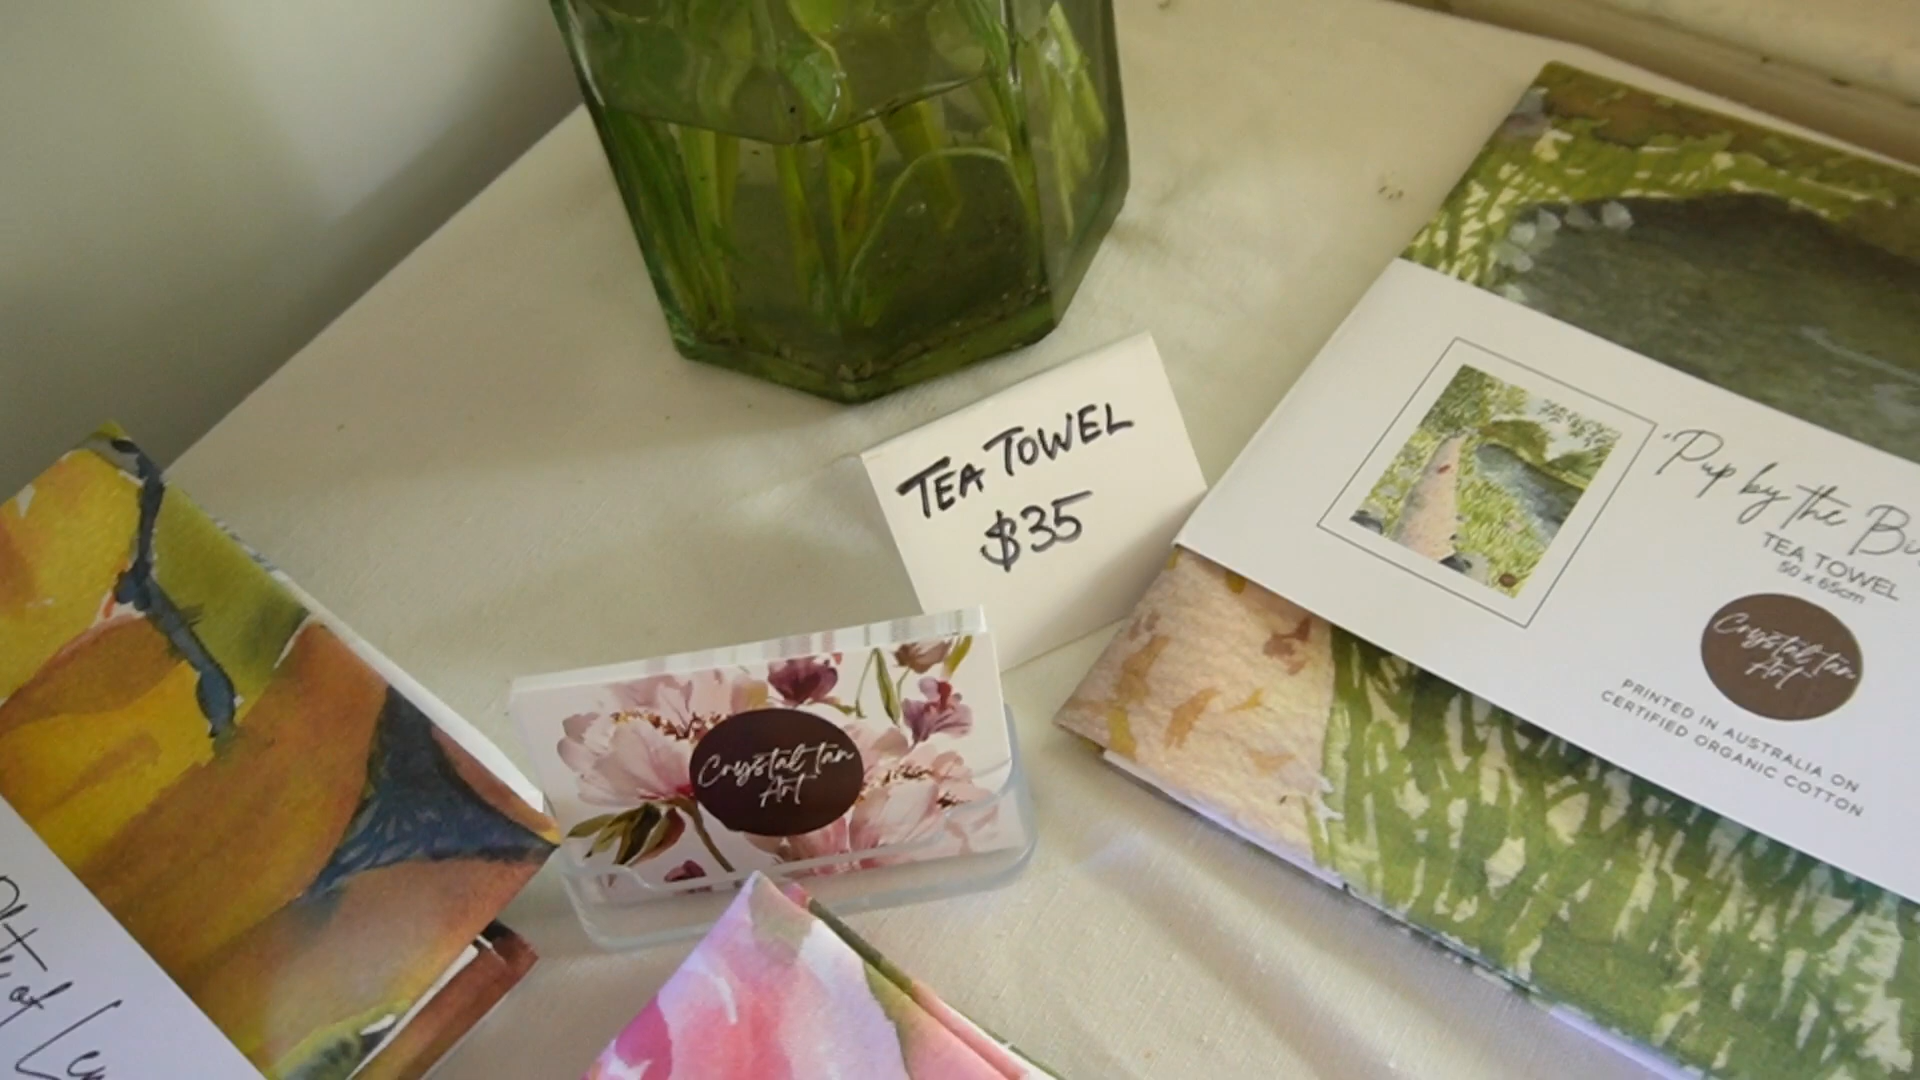 TEA TOWEL
$35
"Pup by the
TEA TOWEL
50 x 65cm
Crystal Tan
Art
PRINTED IN AUSTRALIA ON
CERTIFIED ORGANIC COTTON
Crystal Tan
Art
of